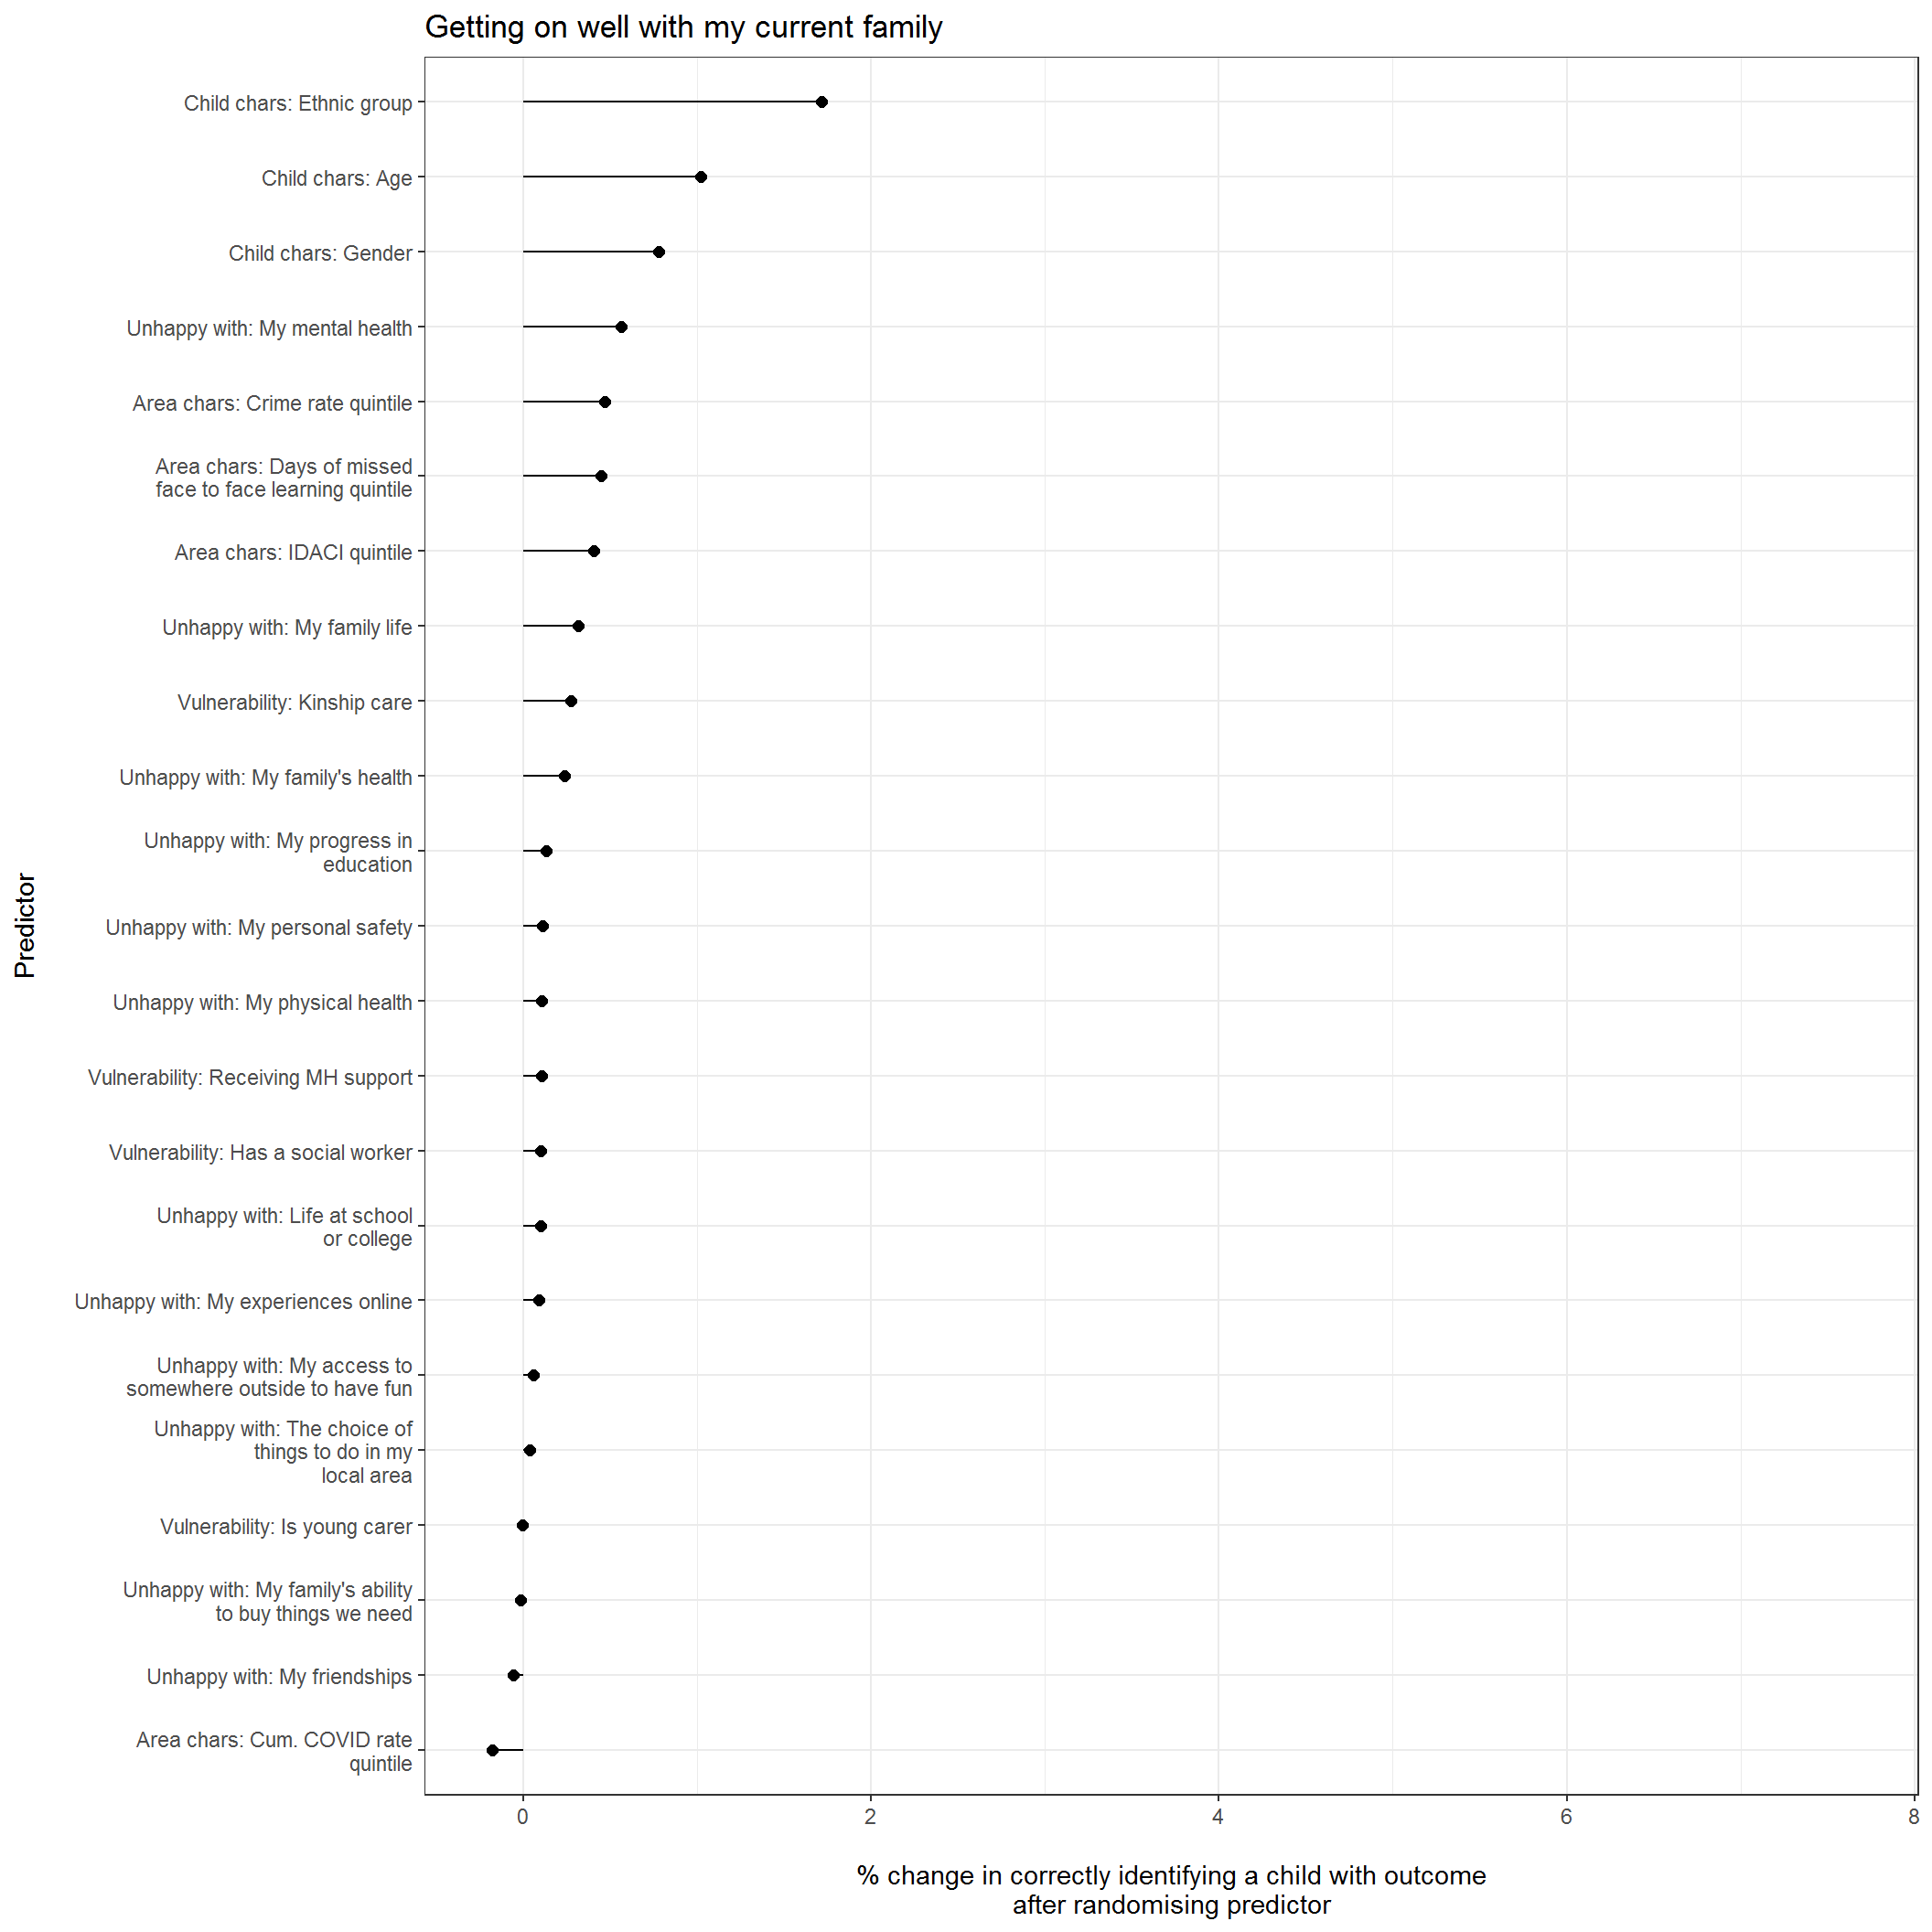 Getting on well with my current family
Child chars: Ethnic group
Child chars: Age
Child chars: Gender
Unhappy with: My mental health
Area chars: Crime rate quintile
Area chars: Days of missed
face to face learning quintile
Area chars: IDACI quintile
Unhappy with: My family life
Vulnerability: Kinship care
Unhappy with: My family's health
Unhappy with: My progress in
education
Unhappy with: My personal safety
Unhappy with: My physical health
Vulnerability: Receiving MH support
Vulnerability: Has a social worker
Unhappy with: Life at school
or college
Unhappy with: My experiences online
Unhappy with: My access to
somewhere outside to have fun
Unhappy with: The choice of
things to do in my
local area
Vulnerability: Is young carer
Unhappy with: My family's ability
to buy things we need
Unhappy with: My friendships
Area chars: Cum. COVID rate
quintile
Predictor
0 2 4 6 8
% change in correctly identifying a child with outcome
after randomising predictor